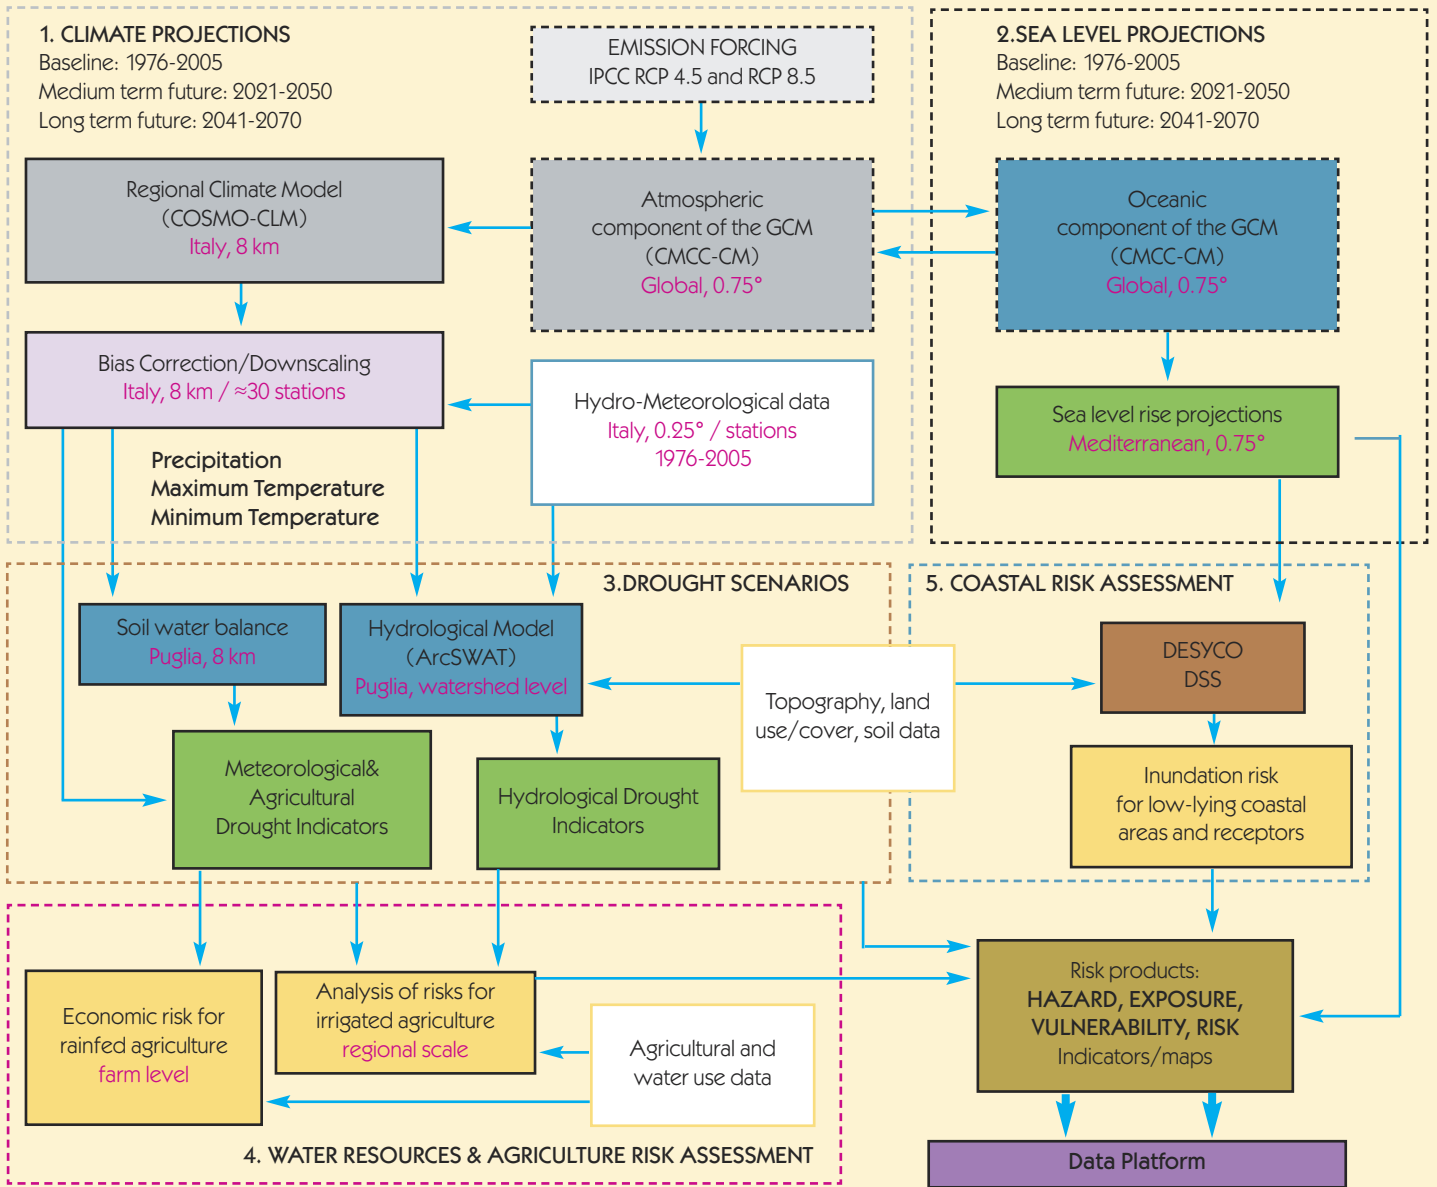 1. CLIMATE PROJECTIONS
Baseline: 1976-2005
Medium term future: 2021-2050
Long term future: 2041-2070
EMISSION FORCING
IPCC RCP 4.5 and RCP 8.5
2.SEA LEVEL PROJECTIONS
Baseline: 1976-2005
Medium term future: 2021-2050
Long term future: 2041-2070
Regional Climate Model
(COSMO-CLM)
Italy, 8 km
Atmospheric
component of the GCM
(CMCC-CM)
Global, 0.75°
Oceanic
component of the GCM
(CMCC-CM)
Global, 0.75°
Bias Correction/Downscaling
Italy, 8 km / ≈30 stations
Hydro-Meteorological data
Italy, 0.25° / stations
1976-2005
Sea level rise projections
Mediterranean, 0.75°
Precipitation
Maximum Temperature
Minimum Temperature
3.DROUGHT SCENARIOS
5. COASTAL RISK ASSESSMENT
Soil water balance
Puglia, 8 km
Hydrological Model
(ArcSWAT)
Puglia, watershed level
Topography, land
use/cover, soil data
DESYCO
DSS
Meteorological&
Agricultural
Drought Indicators
Hydrological Drought
Indicators
Inundation risk
for low-lying coastal
areas and receptors
Economic risk for
rainfed agriculture
farm level
Analysis of risks for
irrigated agriculture
regional scale
Agricultural and
water use data
Risk products:
HAZARD, EXPOSURE,
VULNERABILITY, RISK
Indicators/maps
4. WATER RESOURCES & AGRICULTURE RISK ASSESSMENT
Data Platform